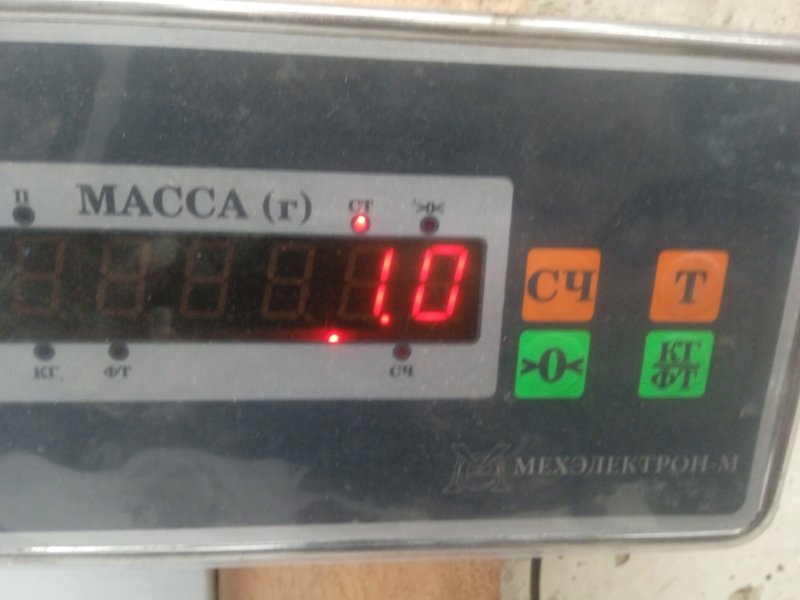 П
МАССА (г)
СТ
>0<
1.0
КГ
ФТ
СЧ
СЧ
Т
>0<
КГ
ФТ
МЕХЭЛЕКТРОН-М